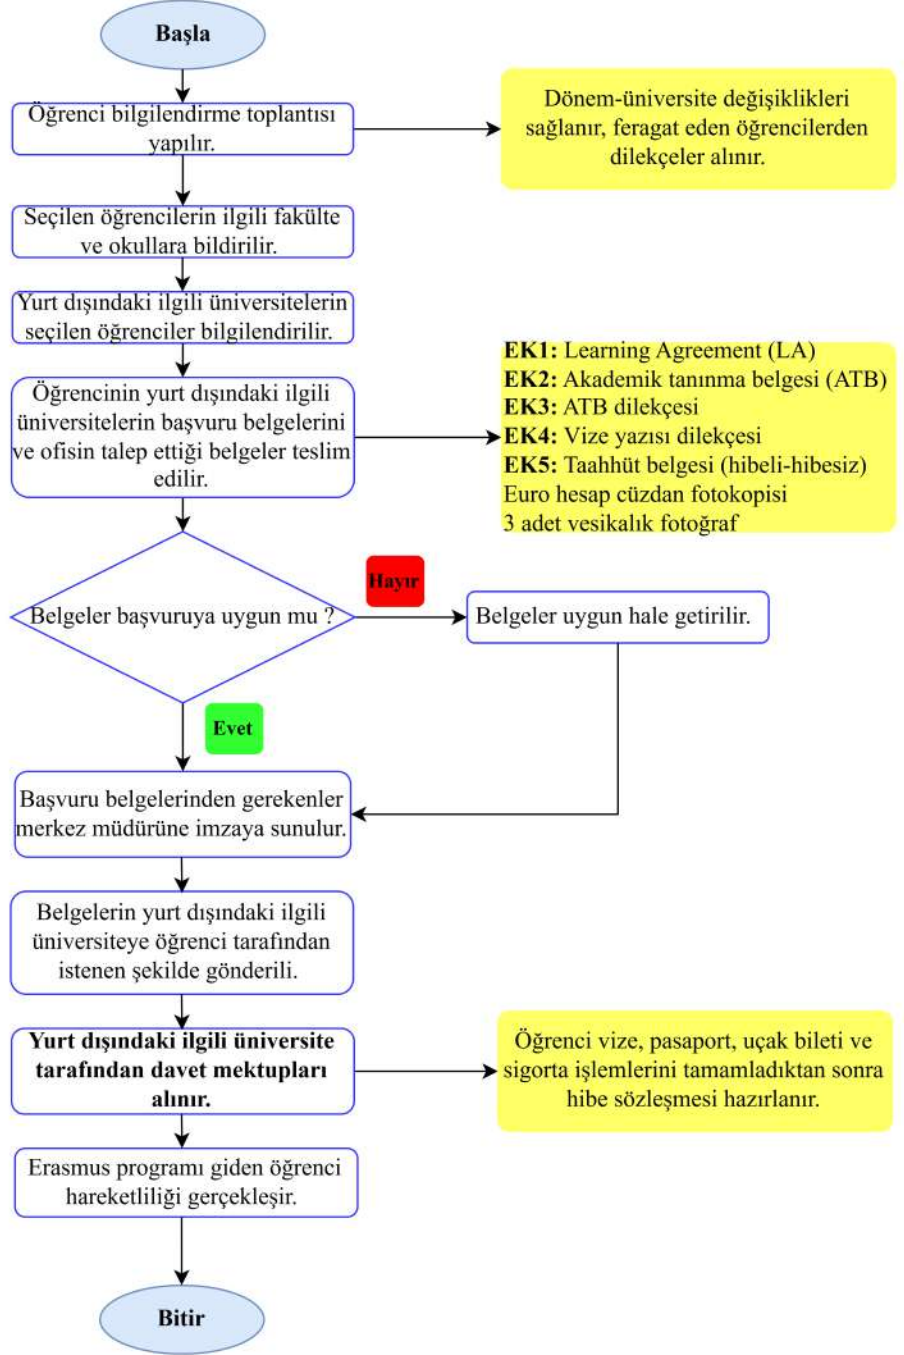 Başla
Öğrenci bilgilendirme toplantısı
yapılır.
Dönem-üniversite değişiklikleri
sağlanır, feragat eden öğrencilerden
dilekçeler alınır.
Seçilen öğrencilerin ilgili fakülte
ve okullara bildirilir.
Yurt dışındaki ilgili üniversitelerin
seçilen öğrenciler bilgilendirilir.
Öğrencinin yurt dışındaki ilgili
üniversitelerin başvuru belgelerini
ve ofisin talep ettiği belgeler teslim
edilir.
EK1: Learning Agreement (LA)
EK2: Akademik tanınma belgesi (ATB)
EK3: ATB dilekçesi
EK4: Vize yazısı dilekçesi
EK5: Taahhüt belgesi (hibeli-hibesiz)
Euro hesap cüzdan fotokopisi
3 adet vesikalık fotoğraf
Belgeler başvuruya uygun mu ?
Hayır
Belgeler uygun hale getirilir.
Evet
Başvuru belgelerinden gerekenler
merkez müdürüne imzaya sunulur.
Belgelerin yurt dışındaki ilgili
üniversiteye öğrenci tarafından
istenen şekilde gönderili.
Yurt dışındaki ilgili üniversite
tarafından davet mektupları
alınır.
Öğrenci vize, pasaport, uçak bileti ve
sigorta işlemlerini tamamladıktan sonra
hibe sözleşmesi hazırlanır.
Erasmus programı giden öğrenci
hareketliliği gerçekleşir.
Bitir